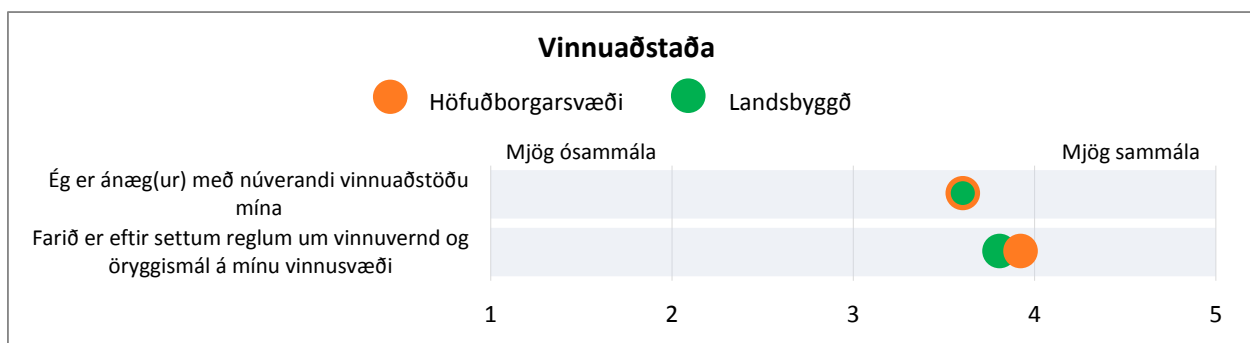 Vinnuaðstaða
Höfuðborgarsvæði Landsbyggð
Mjög ósammála Mjög sammála
Ég er ánæg(ur) með núverandi vinnuaðstöðu
mína
Farið er eftir settum reglum um vinnuvernd og
öryggismál á mínu vinnusvæði
1 2 3 4 5